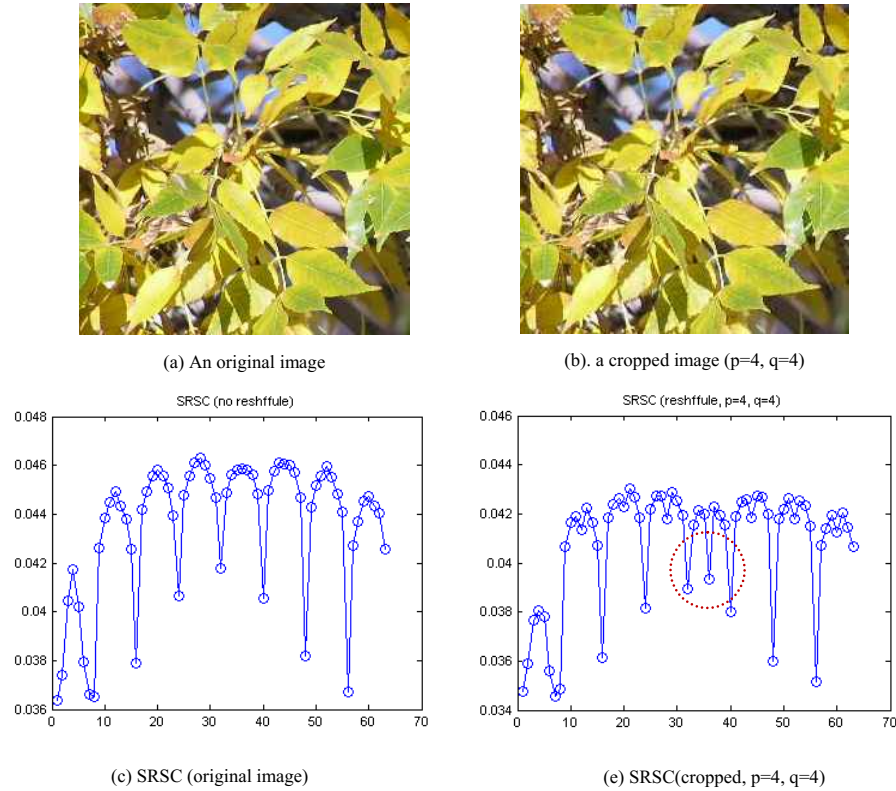 (a) An original image
(b). a cropped image (p=4, q=4)
SRSC (no reshffule)
0.048
0.046
0.044
0.042
0.04
0.038
0.036
0 10 20 30 40 50 60 70
(c) SRSC (original image)
SRSC (reshffule, p=4, q=4)
0.046
0.044
0.042
0.04
0.038
0.036
0.034
0 10 20 30 40 50 60 70
(e) SRSC(cropped, p=4, q=4)